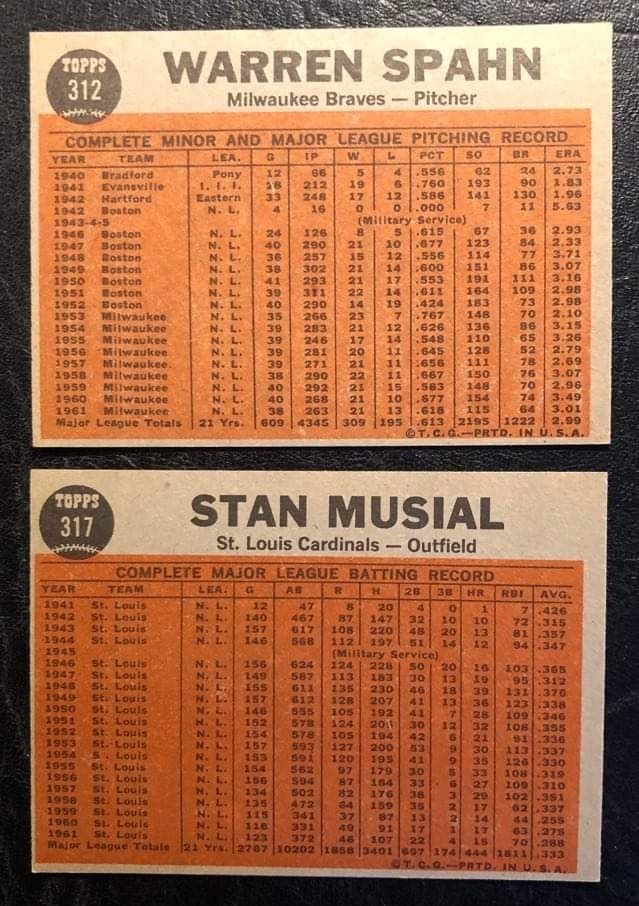 TOPPS
312
WARREN SPAHN
Milwaukee Braves — Pitcher
COMPLETE MINOR AND MAJOR LEAGUE PITCHING RECORD
YEAR TEAM LEA. G IP W L PCT SO BR ERA
1940 Bradford Pony 12 66 5 4 .556 62 24 2.73
1941 Evansville I. I. I. 28 212 19 6 .760 193 90 1.83
1942 Hartford Eastern 33 248 17 12 .586 141 130 1.96
1942 Boston N. L. 4 16 0 0 .000 7 11 5.63
1943-4-5 (Military Service)
1946 Boston N. L. 24 126 8 5 .615 67 36 2.93
1947 Boston N. L. 40 290 21 10 .677 123 84 2.33
1948 Boston N. L. 36 257 15 12 .556 114 77 3.71
1949 Boston N. L. 38 302 21 14 .600 151 86 3.07
1950 Boston N. L. 41 293 21 17 .553 191 111 3.16
1951 Boston N. L. 39 311 22 14 .611 164 109 2.98
1952 Boston N. L. 40 290 14 19 .424 183 73 2.98
1953 Milwaukee N. L. 35 266 23 7 .767 148 70 2.10
1954 Milwaukee N. L. 39 283 21 12 .626 136 86 3.15
1955 Milwaukee N. L. 39 246 17 14 .548 110 65 3.26
1956 Milwaukee N. L. 39 281 20 11 .645 128 52 2.79
1957 Milwaukee N. L. 39 271 21 11 .656 111 78 2.69
1958 Milwaukee N. L. 38 290 22 11 .667 150 76 3.07
1959 Milwaukee N. L. 40 292 21 15 .583 148 70 2.96
1960 Milwaukee N. L. 40 268 21 10 .677 154 74 3.49
1961 Milwaukee N. L. 38 263 21 13 .618 115 64 3.01
Major League Totals 21 Yrs. 609 4345 309 195 .613 2195 1222 2.99
© T. C. G.—PRTD. IN U. S. A.
TOPPS
317
STAN MUSIAL
St. Louis Cardinals — Outfield
COMPLETE MAJOR LEAGUE BATTING RECORD
YEAR TEAM LEA. G AB R H 2B 3B HR RBI AVG.
1941 St. Louis N. L. 12 47 8 20 4 0 1 7 .426
1942 St. Louis N. L. 140 467 87 147 32 10 10 72 .315
1943 St. Louis N. L. 157 617 108 220 48 20 13 81 .357
1944 St. Louis N. L. 146 568 112 197 51 14 12 94 .347
1945 (Military Service)
1946 St. Louis N. L. 156 624 124 228 50 20 16 103 .365
1947 St. Louis N. L. 149 587 113 183 30 13 19 95 .312
1948 St. Louis N. L. 155 611 135 230 46 18 39 131 .376
1949 St. Louis N. L. 157 612 128 207 41 13 36 123 .338
1950 St. Louis N. L. 146 555 105 192 41 7 28 109 .346
1951 St. Louis N. L. 152 578 124 30 12 32 108 .355
1952 St. Louis N. L. 154 578 105 194 42 6 21 91 .336
1953 St. Louis N. L. 157 593 127 200 53 9 30 113 .337
1954 St. Louis N. L. 153 591 120 195 41 9 35 126 .330
1955 St. Louis N. L. 154 562 97 179 30 5 33 108 .319
1956 St. Louis N. L. 156 594 87 184 33 6 27 109 .310
1957 St. Louis N. L. 134 502 82 176 38 3 29 102 .351
1958 St. Louis N. L. 135 472 64 159 35 2 17 62 .337
1959 St. Louis N. L. 115 341 37 87 13 2 14 44 .255
1960 St. Louis N. L. 116 331 49 91 17 1 17 63 .275
1961 St. Louis N. L. 123 372 46 107 22 4 15 70 .288
Major League Totals 21 Yrs. 2767 10202 1858 3401 697 174 444 1811 .333
© T. C. G.—PRTD. IN U. S. A.